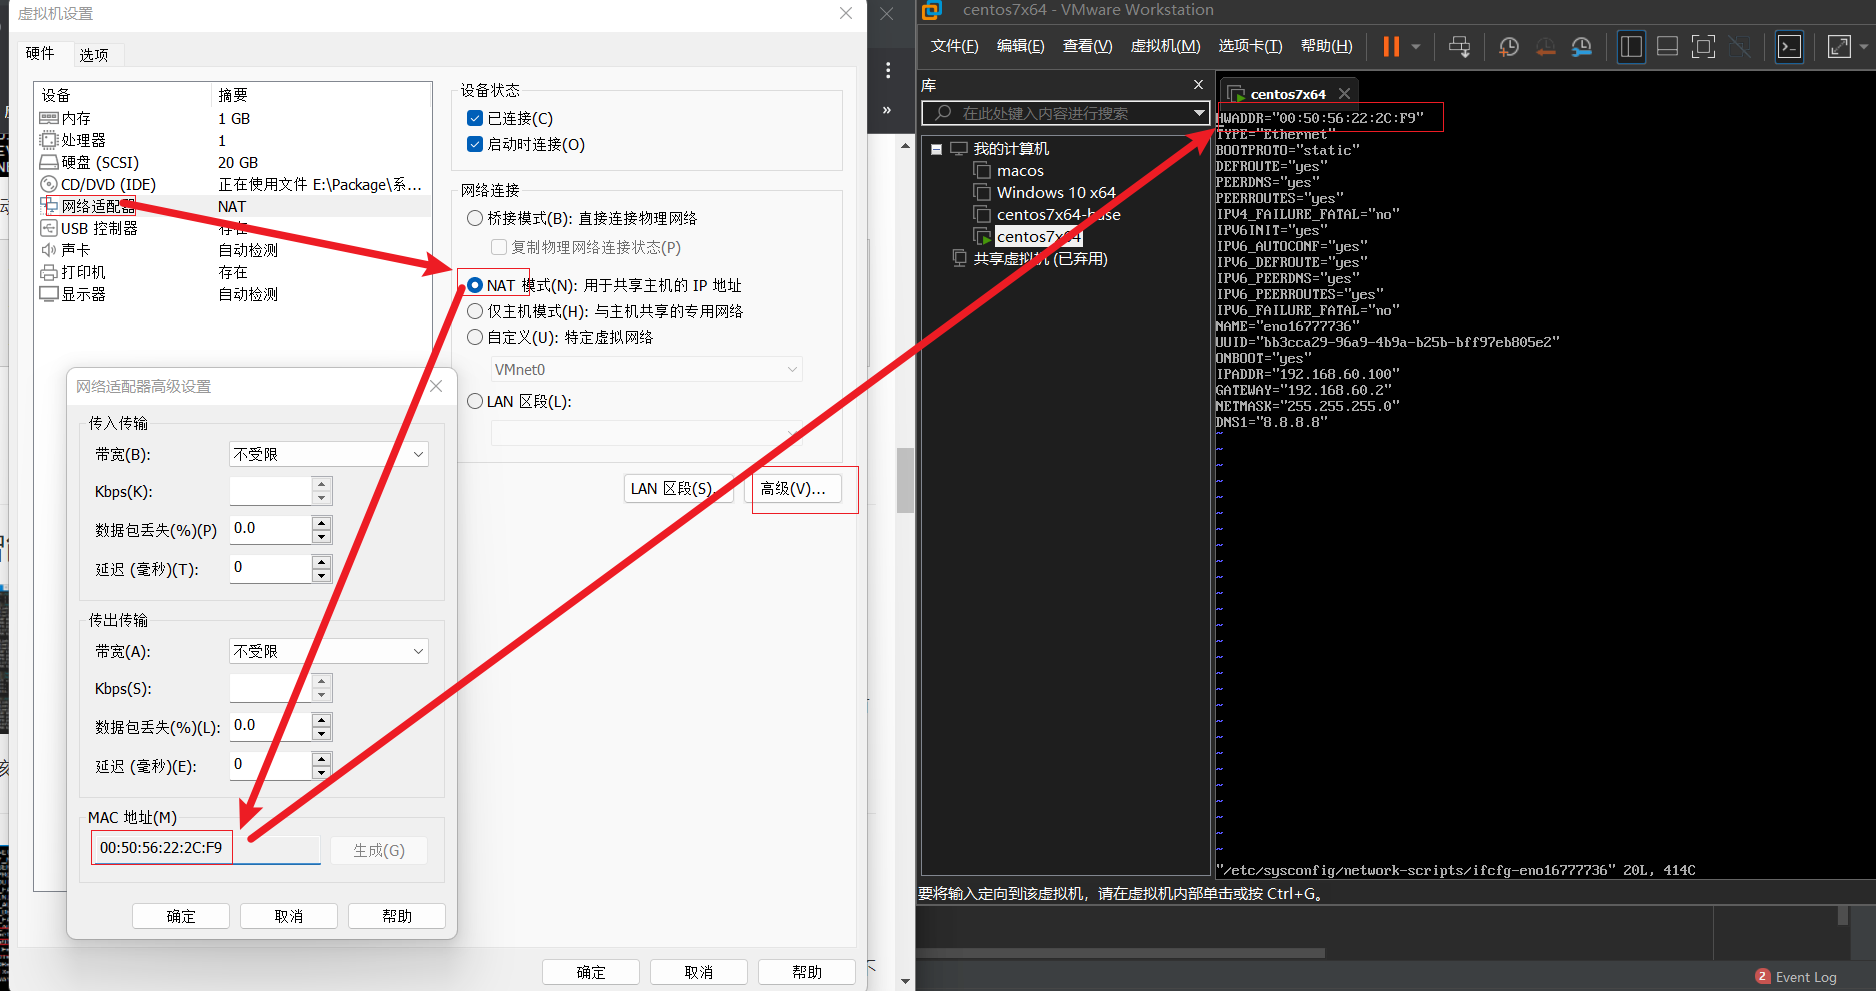 虚拟机设置
硬件 选项
设备 摘要
内存 1 GB
处理器 1
硬盘 (SCSI) 20 GB
CD/DVD (IDE) 正在使用文件 E:\Package\系...
网络适配器 NAT
USB 控制器 存在
声卡 自动检测
打印机 存在
显示器 自动检测
设备状态
已连接(C)
启动时连接(O)
网络连接
桥接模式(B): 直接连接物理网络
复制物理网络连接状态(P)
NAT 模式(N): 用于共享主机的 IP 地址
仅主机模式(H): 与主机共享的专用网络
自定义(U): 特定虚拟网络
VMnet0
LAN 区段(L):
LAN 区段(S)... 高级(V)...
网络适配器高级设置
传入传输
带宽(B): 不受限
Kbps(K):
数据包丢失(%)(P) 0.0
延迟 (毫秒)(T): 0
传出传输
带宽(A): 不受限
Kbps(S):
数据包丢失(%)(L): 0.0
延迟 (毫秒)(E): 0
MAC 地址(M)
00:50:56:22:2C:F9 生成(G)
确定 取消 帮助
确定 取消 帮助
centos7x64 - VMware Workstation
文件(F) 编辑(E) 查看(V) 虚拟机(M) 选项卡(T) 帮助(H)
库
在此处键入内容进行搜索
我的计算机
macos
Windows 10 x64
centos7x64-base
centos7x64
共享虚拟机 (已弃用)
centos7x64
HWADDR="00:50:56:22:2C:F9"
TYPE="Ethernet"
BOOTPROTO="static"
DEFROUTE="yes"
PEERDNS="yes"
PEERROUTES="yes"
IPV4_FAILURE_FATAL="no"
IPV6INIT="yes"
IPV6_AUTOCONF="yes"
IPV6_DEFROUTE="yes"
IPV6_PEERDNS="yes"
IPV6_PEERROUTES="yes"
IPV6_FAILURE_FATAL="no"
NAME="eno16777736"
UUID="bb3cca29-96a9-4b9a-b25b-bff97eb805e2"
ONBOOT="yes"
IPADDR="192.168.60.100"
GATEWAY="192.168.60.2"
NETMASK="255.255.255.0"
DNS1="8.8.8.8"
"/etc/sysconfig/network-scripts/ifcfg-eno16777736" 20L, 414C
要将输入定向到该虚拟机，请在虚拟机内部单击或按 Ctrl+G。
2 Event Log